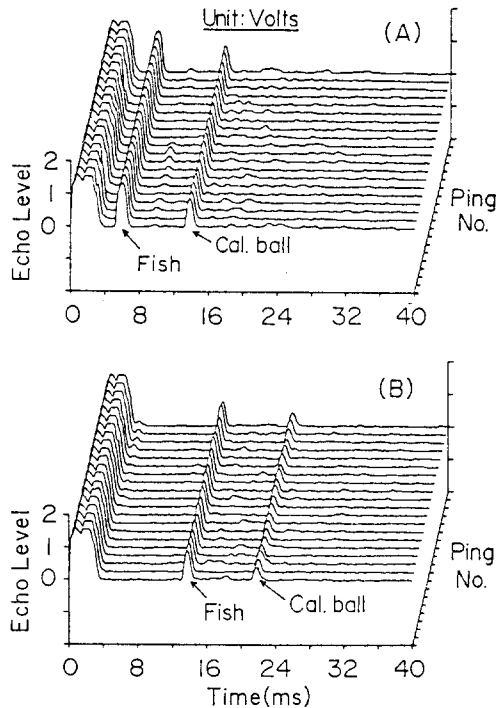 Unit: Volts
(A)
Echo Level
2
1
0
Fish
Cal. ball
Ping
No.
0 8 16 24 32 40
(B)
Echo Level
2
1
0
Fish
Cal. ball
Ping
No.
0 8 16 24 32 40
Time(ms)